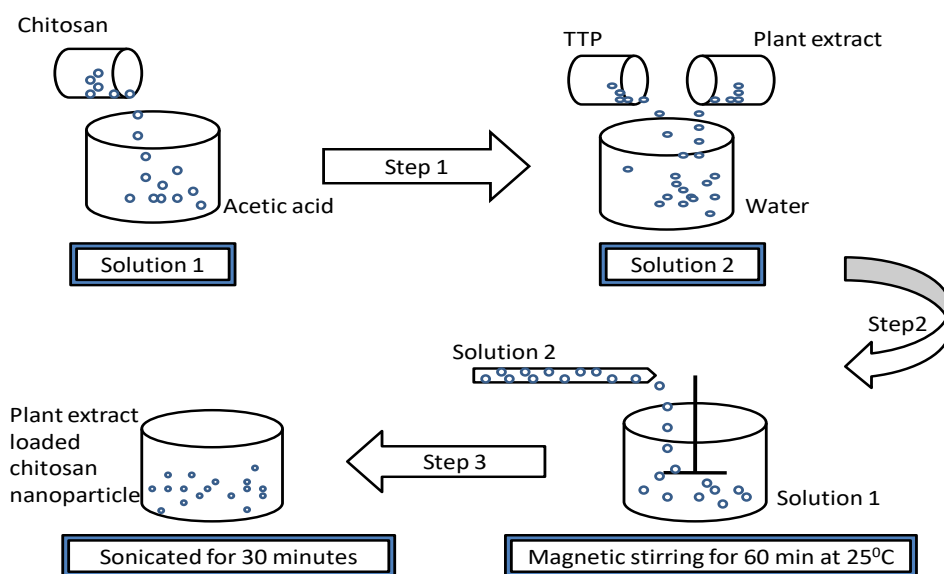 Chitosan
Acetic acid
Solution 1
Step 1
TTP
Plant extract
Water
Solution 2
Step2
Solution 2
Solution 1
Magnetic stirring for 60 min at 25⁰C
Step 3
Plant extract
loaded
chitosan
nanoparticle
Sonicated for 30 minutes